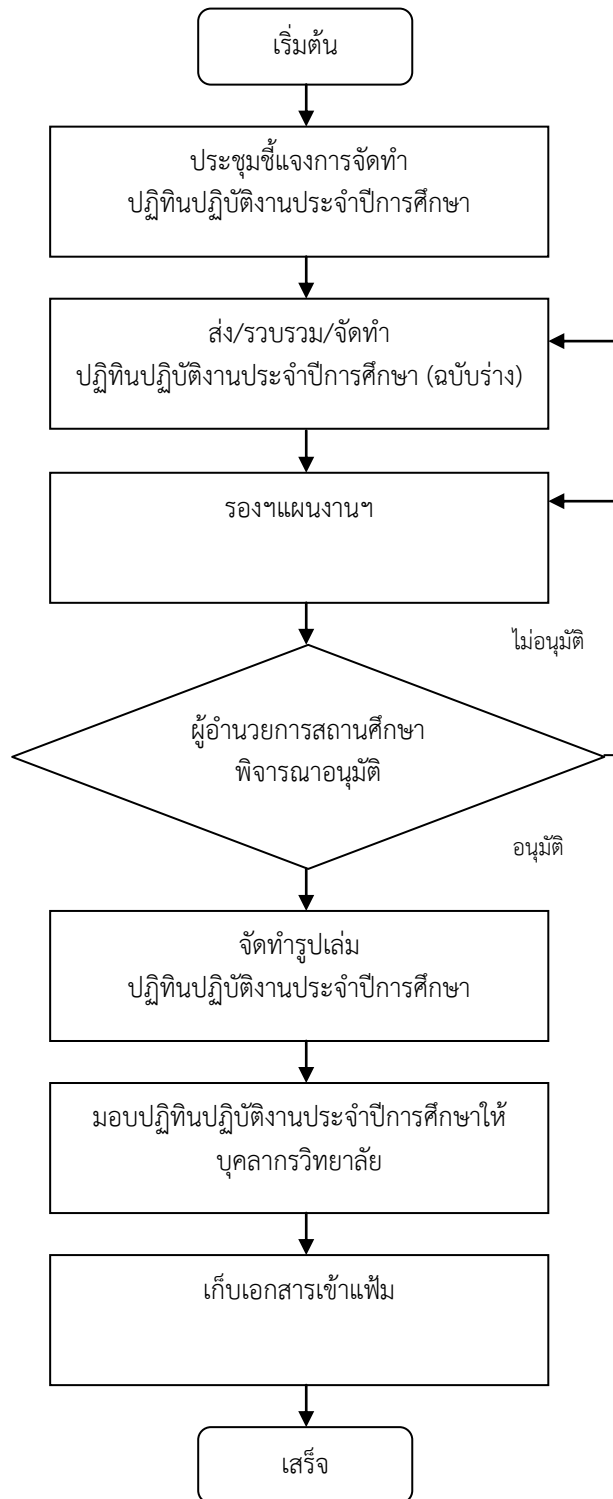 เริ่มต้น
ประชุมชี้แจงการจัดทำ
ปฏิทินปฏิบัติงานประจำปีการศึกษา
ส่ง/รวบรวม/จัดทำ
ปฏิทินปฏิบัติงานประจำปีการศึกษา (ฉบับร่าง)
รองฯแผนงานฯ
ไม่อนุมัติ
ผู้อำนวยการสถานศึกษา
พิจารณาอนุมัติ
อนุมัติ
จัดทำรูปเล่ม
ปฏิทินปฏิบัติงานประจำปีการศึกษา
มอบปฏิทินปฏิบัติงานประจำปีการศึกษาให้
บุคลากรวิทยาลัย
เก็บเอกสารเข้าแฟ้ม
เสร็จ